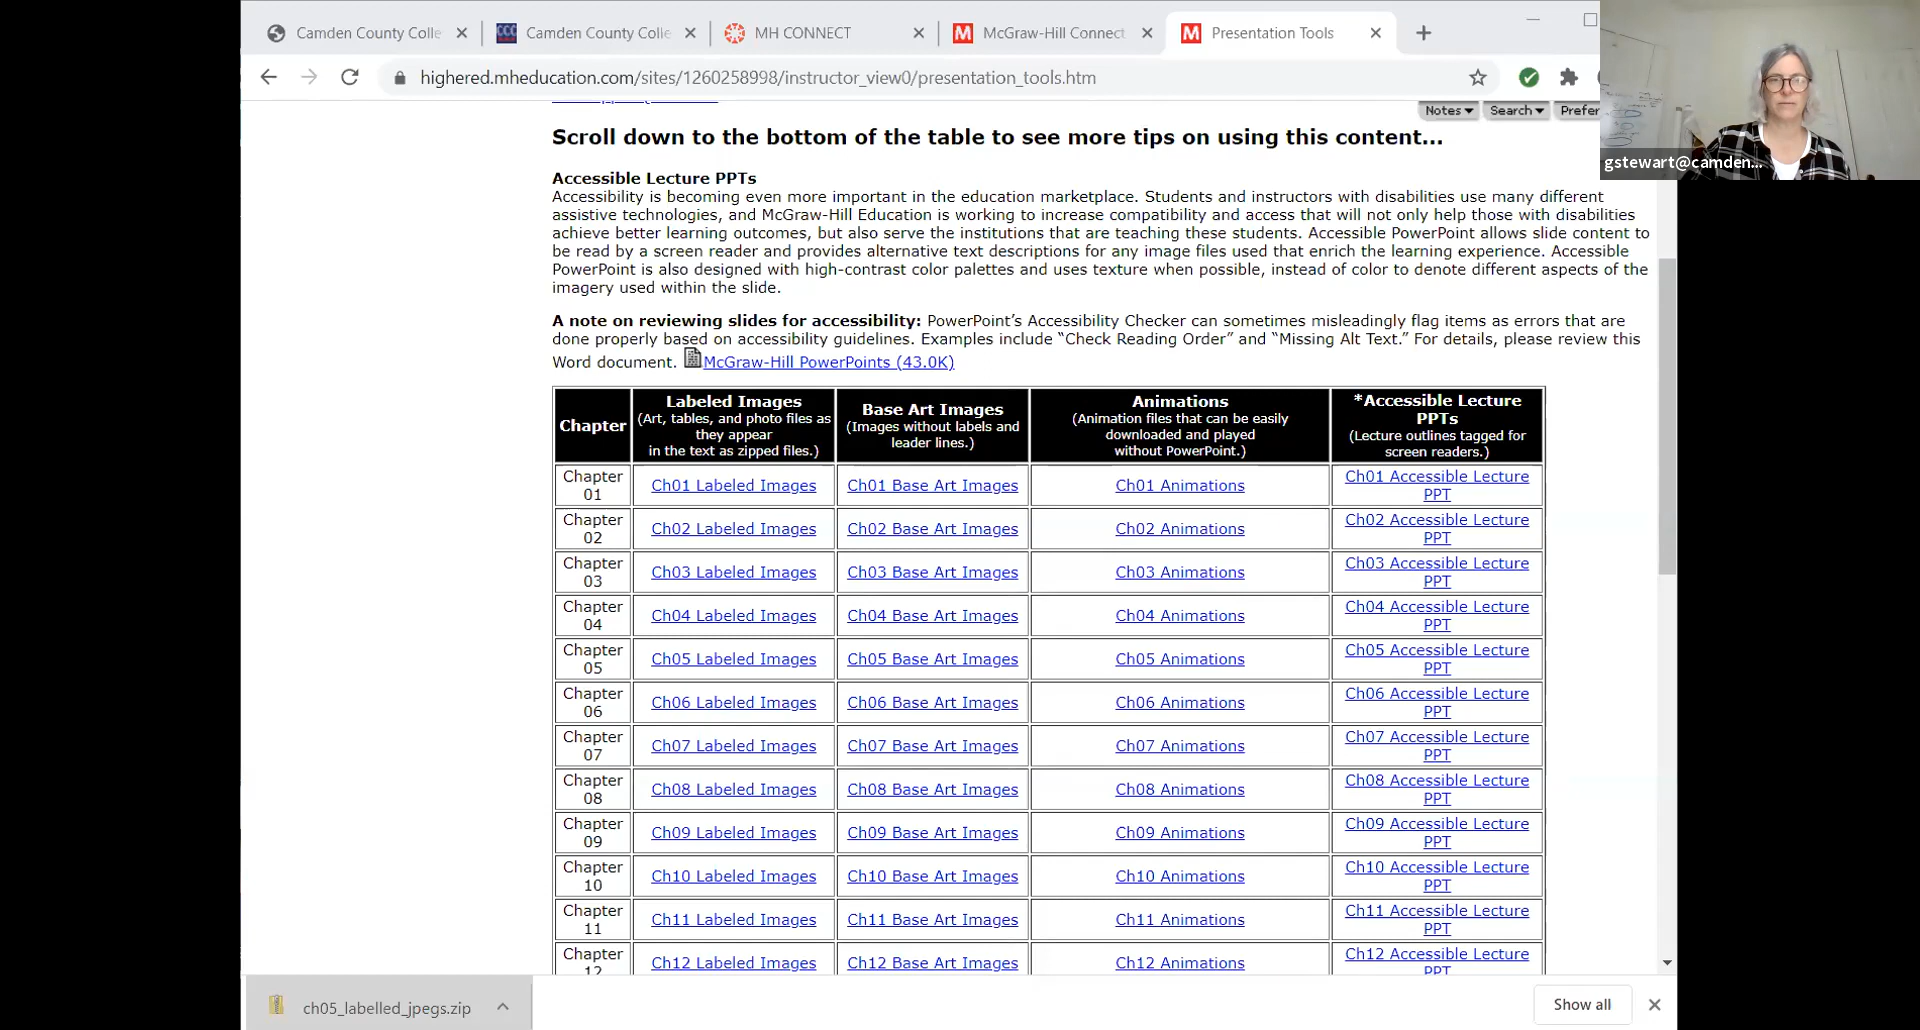 Camden County Colle
Camden County Colle
MH CONNECT
McGraw-Hill Connect
Presentation Tools
highered.mheducation.com/sites/1260258998/instructor_view0/presentation_tools.htm
Notes
Search
Prefer
gstewart@camden...
Scroll down to the bottom of the table to see more tips on using this content...
Accessible Lecture PPTs
Accessibility is becoming even more important in the education marketplace. Students and instructors with disabilities use many different
assistive technologies, and McGraw-Hill Education is working to increase compatibility and access that will not only help those with disabilities
achieve better learning outcomes, but also serve the institutions that are teaching these students. Accessible PowerPoint allows slide content to
be read by a screen reader and provides alternative text descriptions for any image files used that enrich the learning experience. Accessible
PowerPoint is also designed with high-contrast color palettes and uses texture when possible, instead of color to denote different aspects of the
imagery used within the slide.
A note on reviewing slides for accessibility: PowerPoint's Accessibility Checker can sometimes misleadingly flag items as errors that are
done properly based on accessibility guidelines. Examples include “Check Reading Order” and “Missing Alt Text.” For details, please review this
Word document. McGraw-Hill PowerPoints (43.0K)
Chapter
Labeled Images
(Art, tables, and photo files as
they appear
in the text as zipped files.)
Base Art Images
(Images without labels and
leader lines.)
Animations
(Animation files that can be easily
downloaded and played
without PowerPoint.)
*Accessible Lecture
PPTs
(Lecture outlines tagged for
screen readers.)
Chapter
01
Ch01 Labeled Images
Ch01 Base Art Images
Ch01 Animations
Ch01 Accessible Lecture
PPT
Chapter
02
Ch02 Labeled Images
Ch02 Base Art Images
Ch02 Animations
Ch02 Accessible Lecture
PPT
Chapter
03
Ch03 Labeled Images
Ch03 Base Art Images
Ch03 Animations
Ch03 Accessible Lecture
PPT
Chapter
04
Ch04 Labeled Images
Ch04 Base Art Images
Ch04 Animations
Ch04 Accessible Lecture
PPT
Chapter
05
Ch05 Labeled Images
Ch05 Base Art Images
Ch05 Animations
Ch05 Accessible Lecture
PPT
Chapter
06
Ch06 Labeled Images
Ch06 Base Art Images
Ch06 Animations
Ch06 Accessible Lecture
PPT
Chapter
07
Ch07 Labeled Images
Ch07 Base Art Images
Ch07 Animations
Ch07 Accessible Lecture
PPT
Chapter
08
Ch08 Labeled Images
Ch08 Base Art Images
Ch08 Animations
Ch08 Accessible Lecture
PPT
Chapter
09
Ch09 Labeled Images
Ch09 Base Art Images
Ch09 Animations
Ch09 Accessible Lecture
PPT
Chapter
10
Ch10 Labeled Images
Ch10 Base Art Images
Ch10 Animations
Ch10 Accessible Lecture
PPT
Chapter
11
Ch11 Labeled Images
Ch11 Base Art Images
Ch11 Animations
Ch11 Accessible Lecture
PPT
Chapter
12
Ch12 Labeled Images
Ch12 Base Art Images
Ch12 Animations
Ch12 Accessible Lecture
PPT
ch05_labelled_jpegs.zip
Show all